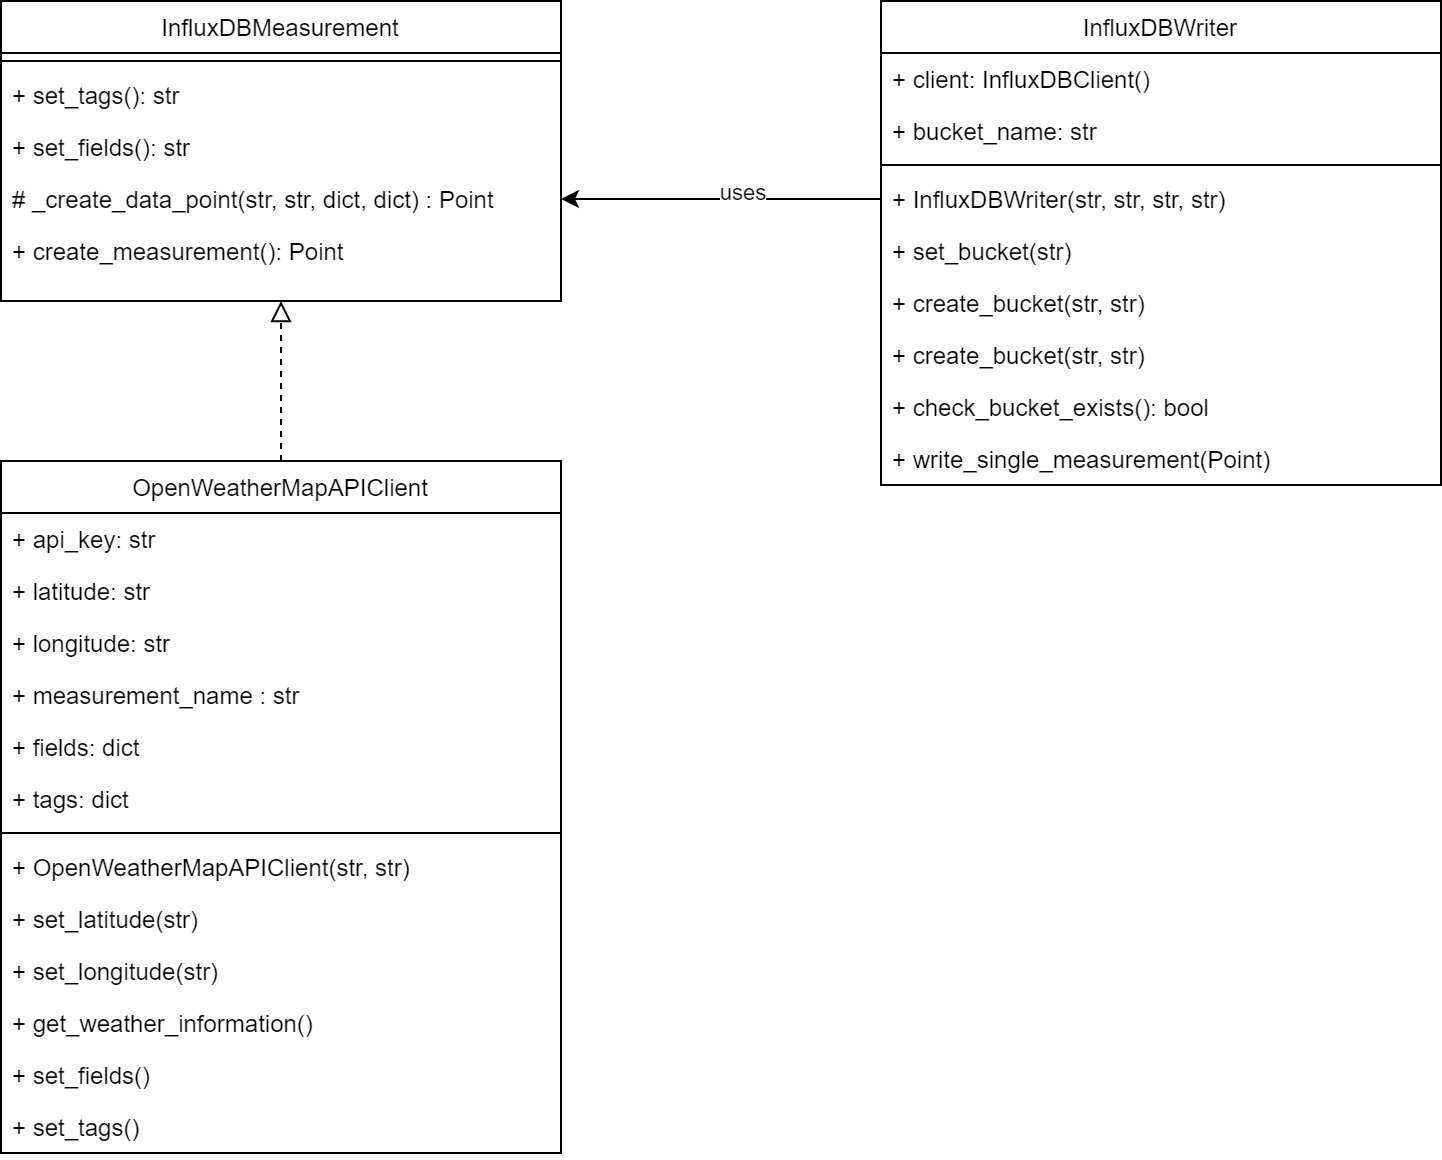 InfluxDBMeasurement
+ set_tags(): str
+ set_fields(): str
# _create_data_point(str, str, dict, dict) : Point
+ create_measurement(): Point
uses
InfluxDBWriter
+ client: InfluxDBClient()
+ bucket_name: str
+ InfluxDBWriter(str, str, str, str)
+ set_bucket(str)
+ create_bucket(str, str)
+ create_bucket(str, str)
+ check_bucket_exists(): bool
+ write_single_measurement(Point)
OpenWeatherMapAPIClient
+ api_key: str
+ latitude: str
+ longitude: str
+ measurement_name : str
+ fields: dict
+ tags: dict
+ OpenWeatherMapAPIClient(str, str)
+ set_latitude(str)
+ set_longitude(str)
+ get_weather_information()
+ set_fields()
+ set_tags()